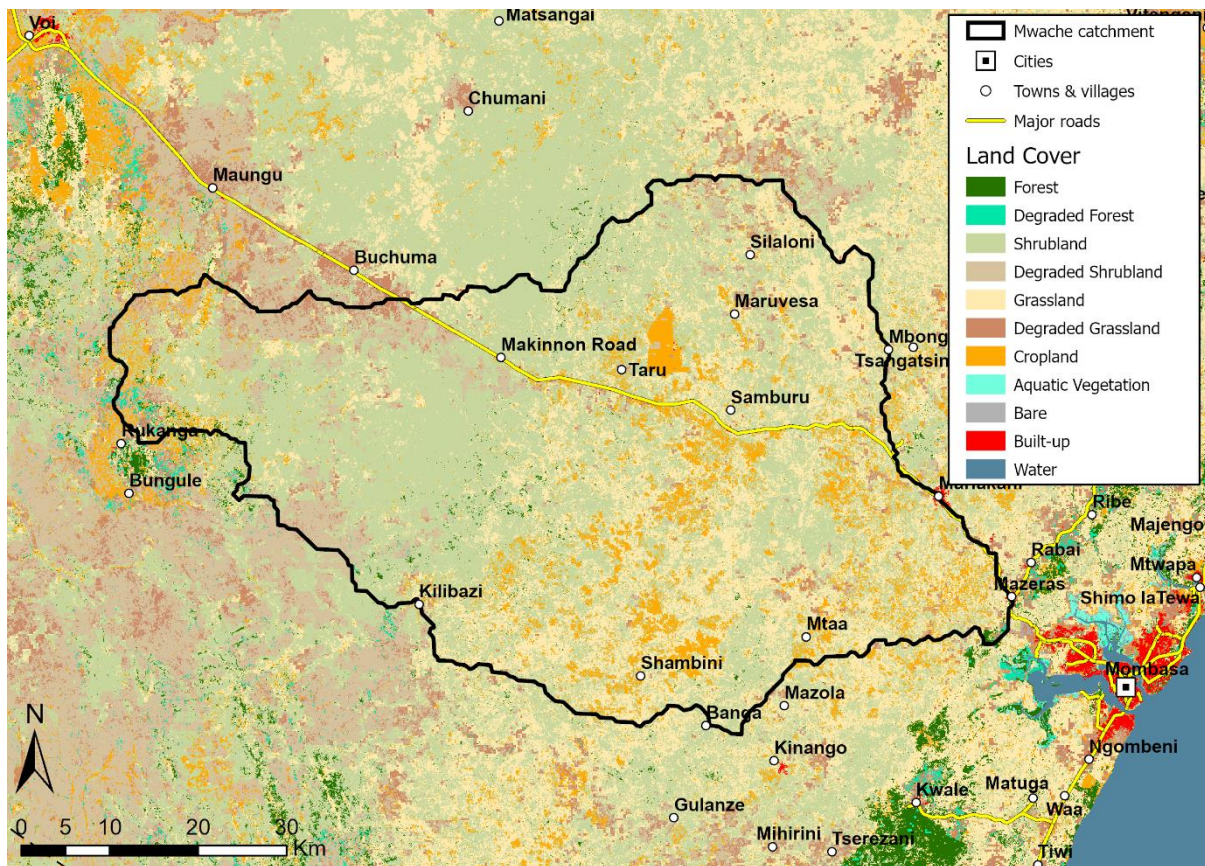 Voi
Matsangai
Chumani
Maungu
Buchuma
Silaloni
Maruvesa
Makinnon Road
Taru
Samburu
Mbong
Tsangatsin
Rukanga
Bungule
Mariakani
Ribe
Majengo
Rabai
Mtwapa
Mazeras
Shimo laTewa
Kilibazi
Mtaa
Shambini
Mombasa
Mazola
Banga
Kinango
Ngombeni
Kwale
Matuga
Waa
Gulanze
Mihirini
Tserezani
Tiwi
Mwache catchment
Cities
Towns & villages
Major roads
Land Cover
Forest
Degraded Forest
Shrubland
Degraded Shrubland
Grassland
Degraded Grassland
Cropland
Aquatic Vegetation
Bare
Built-up
Water
N
0 5 10 20 30
Km